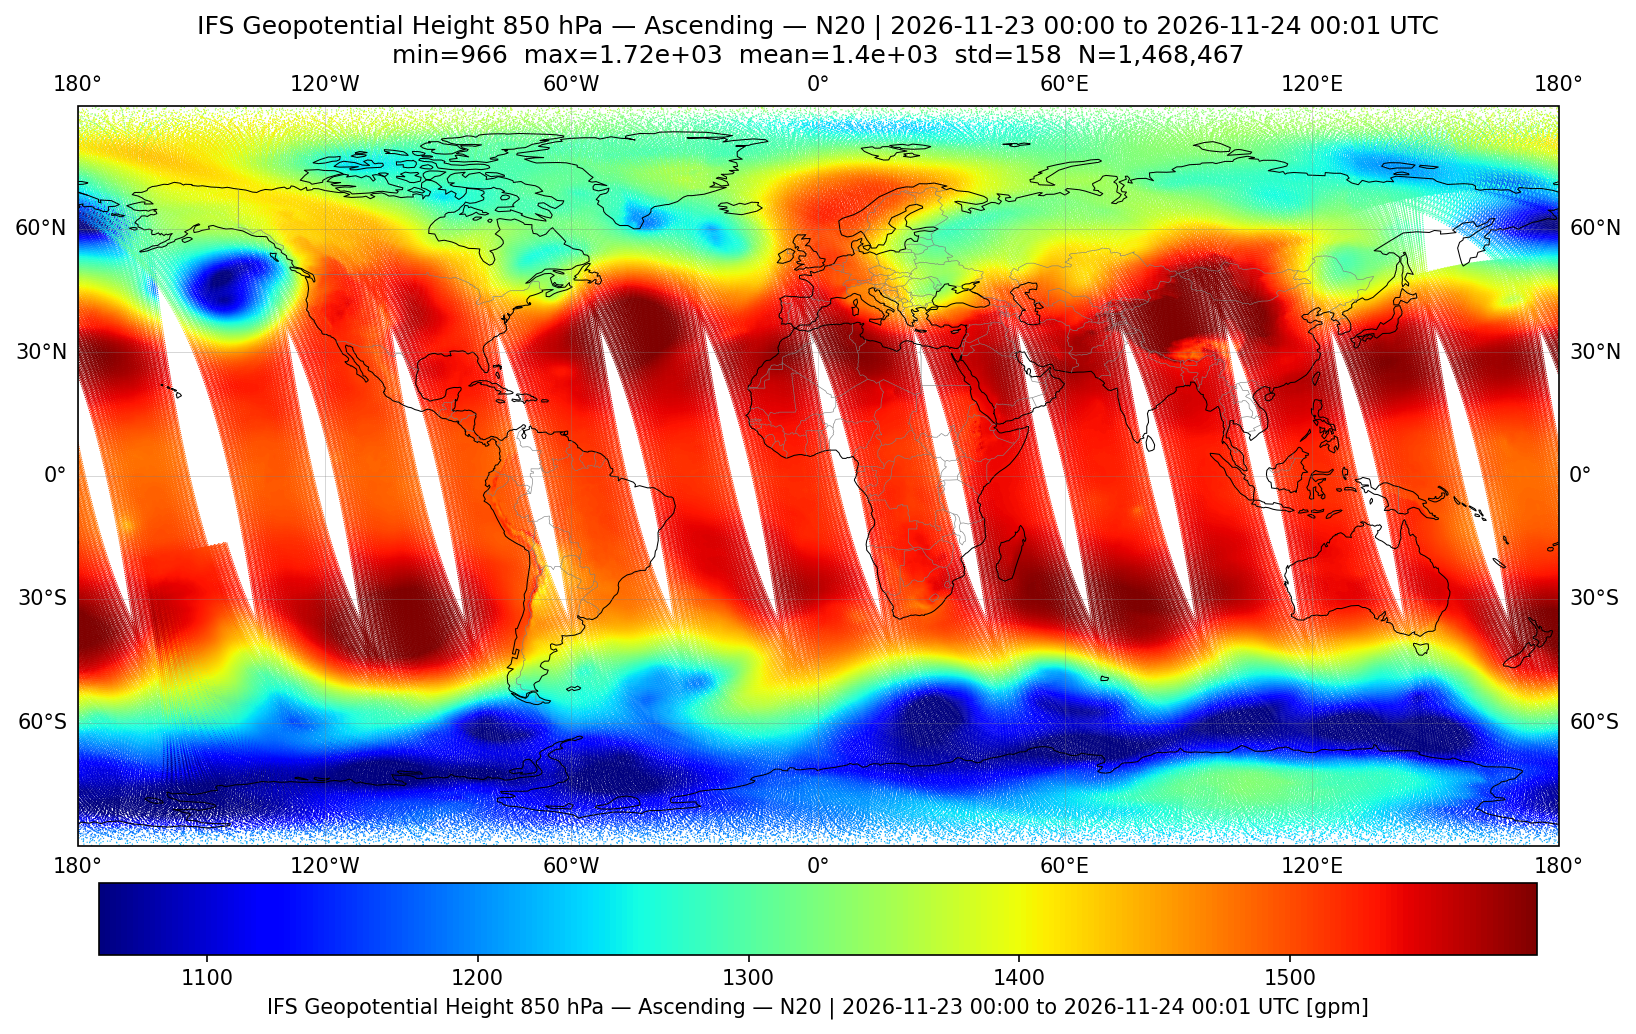 IFS Geopotential Height 850 hPa — Ascending — N20 | 2026-11-23 00:00 to 2026-11-24 00:01 UTC
min=966 max=1.72e+03 mean=1.4e+03 std=158 N=1,468,467
180° 120°W 60°W 0° 60°E 120°E 180°
60°N 60°N
30°N 30°N
0° 0°
30°S 30°S
60°S 60°S
180° 120°W 60°W 0° 60°E 120°E 180°
1100 1200 1300 1400 1500
IFS Geopotential Height 850 hPa — Ascending — N20 | 2026-11-23 00:00 to 2026-11-24 00:01 UTC [gpm]